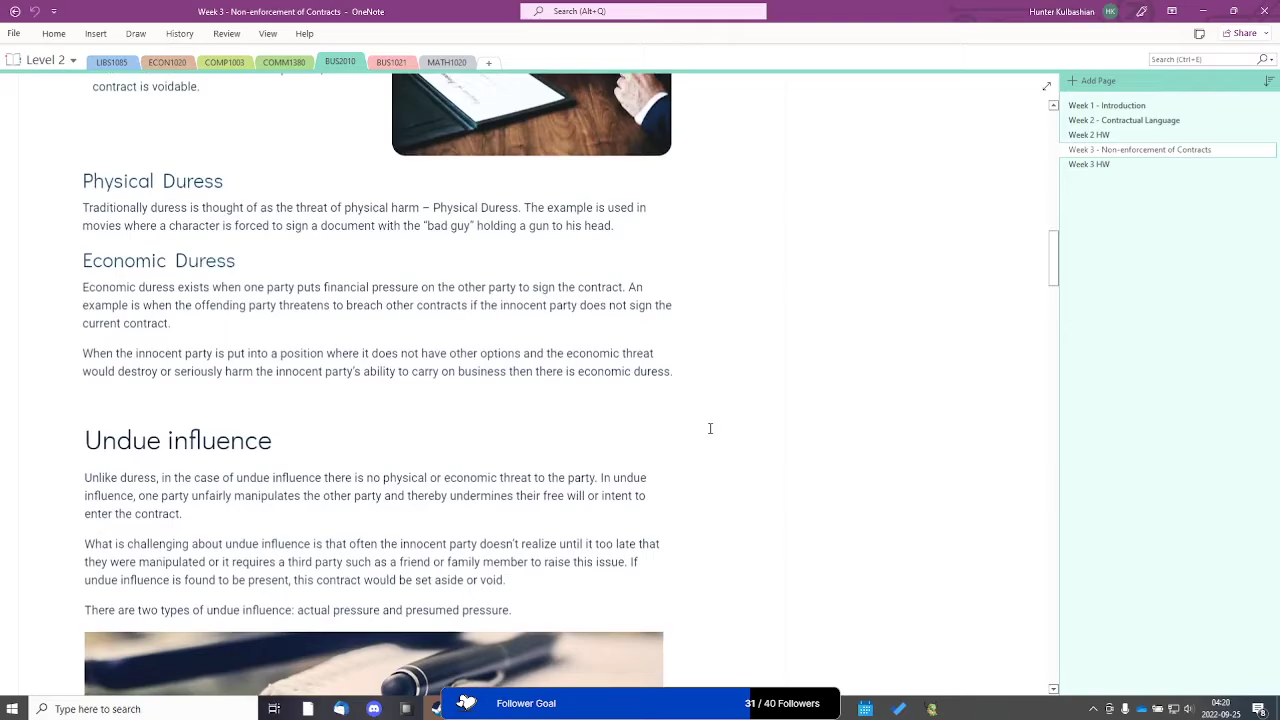 Search (Alt+Q)
Hunter Kulbaba
File Home Insert Draw History Review View Help
Share
Level 2 LIBS1085 ECON1020 COMP1003 COMM1380 BUS2010 BUS1021 MATH1020 +
Search (Ctrl+E)
Add Page
Week 1 - Introduction
Week 2 - Contractual Language
Week 2 HW
Week 3 - Non-enforcement of Contracts
Week 3 HW
contract is voidable.
Physical Duress
Traditionally duress is thought of as the threat of physical harm – Physical Duress. The example is used in
movies where a character is forced to sign a document with the “bad guy” holding a gun to his head.
Economic Duress
Economic duress exists when one party puts financial pressure on the other party to sign the contract. An
example is when the offending party threatens to breach other contracts if the innocent party does not sign the
current contract.
When the innocent party is put into a position where it does not have other options and the economic threat
would destroy or seriously harm the innocent party's ability to carry on business then there is economic duress.
Undue influence
Unlike duress, in the case of undue influence there is no physical or economic threat to the party. In undue
influence, one party unfairly manipulates the other party and thereby undermines their free will or intent to
enter the contract.
What is challenging about undue influence is that often the innocent party doesn't realize until it too late that
they were manipulated or it requires a third party such as a friend or family member to raise this issue. If
undue influence is found to be present, this contract would be set aside or void.
There are two types of undue influence: actual pressure and presumed pressure.
Type here to search
Follower Goal
31 / 40 Followers
04:20
2022-09-25